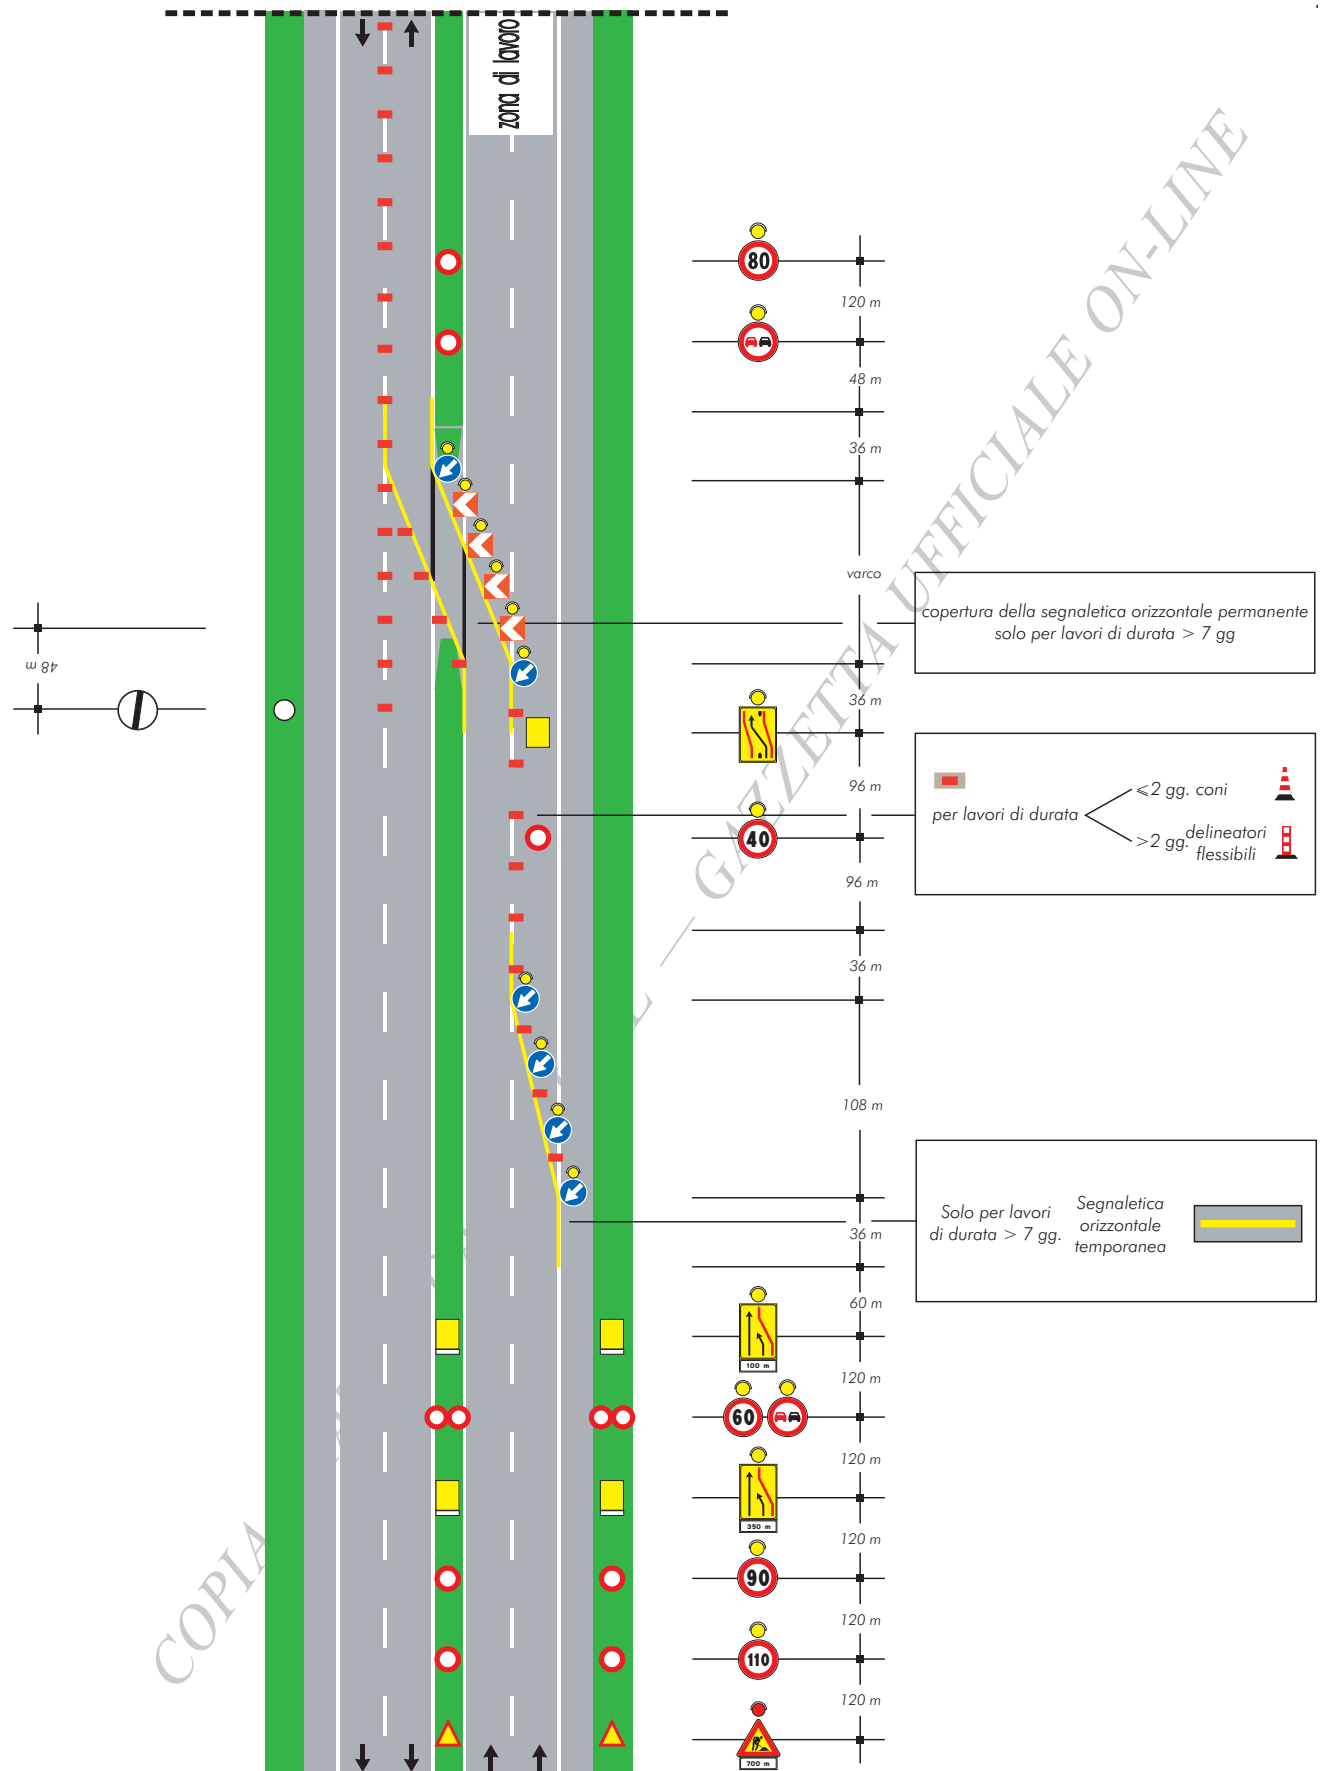 zona di lavoro
80
120 m
48 m
36 m
varco
copertura della segnaletica orizzontale permanente
solo per lavori di durata > 7 gg
48 m
36 m
96 m
per lavori di durata
⩽2 gg. coni
>2 gg. delineatori
flessibili
40
96 m
36 m
108 m
Solo per lavori
di durata > 7 gg.
Segnaletica
orizzontale
temporanea
36 m
60 m
100 m
120 m
60
120 m
350 m
120 m
90
120 m
110
120 m
700 m
COPIA
L — GAZZETTA UFFICIALE ON-LINE